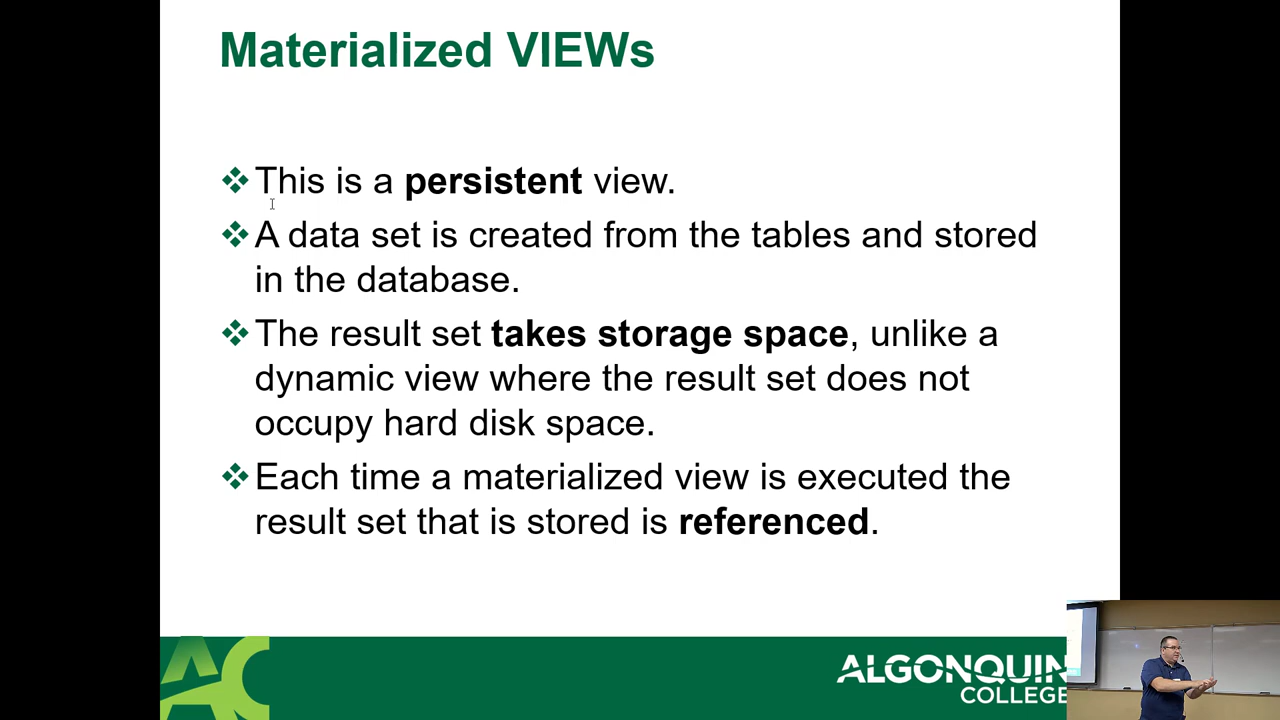 Materialized VIEWs
This is a persistent view.
A data set is created from the tables and stored
in the database.
The result set takes storage space, unlike a
dynamic view where the result set does not
occupy hard disk space.
Each time a materialized view is executed the
result set that is stored is referenced.
AC
ALGONQUIN
COLLEGE